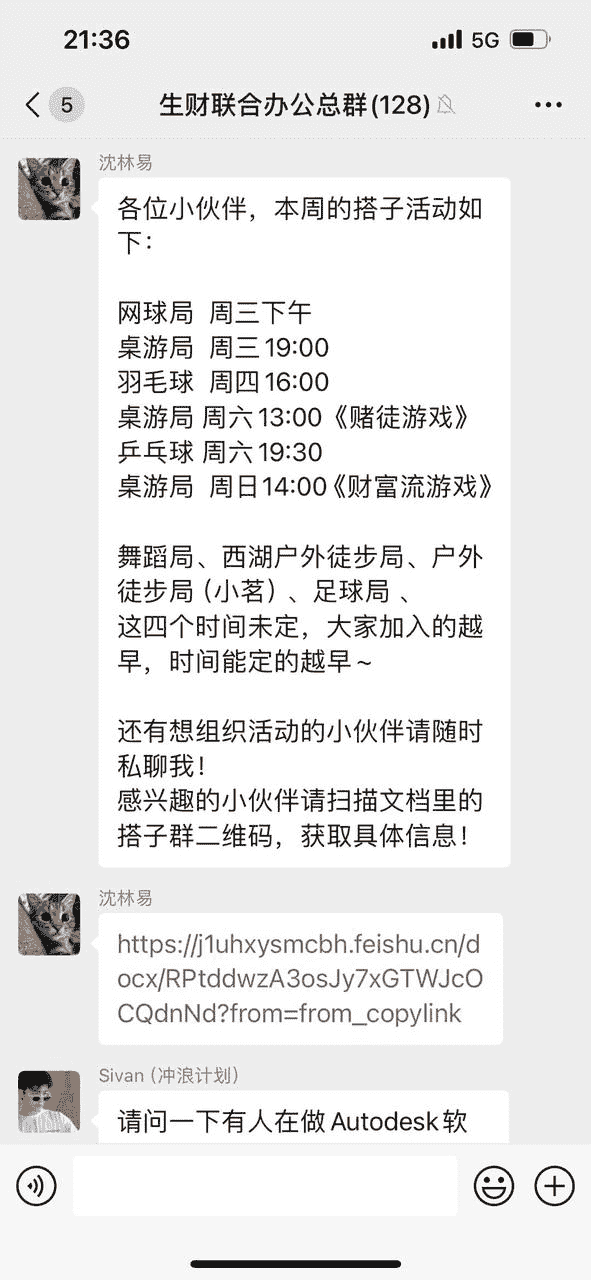 21:36
5G
5
生财联合办公总群(128)
沈林易
各位小伙伴，本周的搭子活动如
下：
网球局 周三下午
桌游局 周三19:00
羽毛球 周四16:00
桌游局 周六13:00《赌徒游戏》
乒乓球 周六19:30
桌游局 周日14:00《财富流游戏》
舞蹈局、西湖户外徒步局、户外
徒步局（小茗）、足球局 、
这四个时间未定，大家加入的越
早，时间能定的越早~
还有想组织活动的小伙伴请随时
私聊我！
感兴趣的小伙伴请扫描文档里的
搭子群二维码，获取具体信息！
沈林易
https://j1uhxysmcbh.feishu.cn/d
ocx/RPtddwzA3osJy7xGTWJcO
CQdnNd?from=from_copylink
Sivan（冲浪计划）
请问一下有人在做Autodesk软